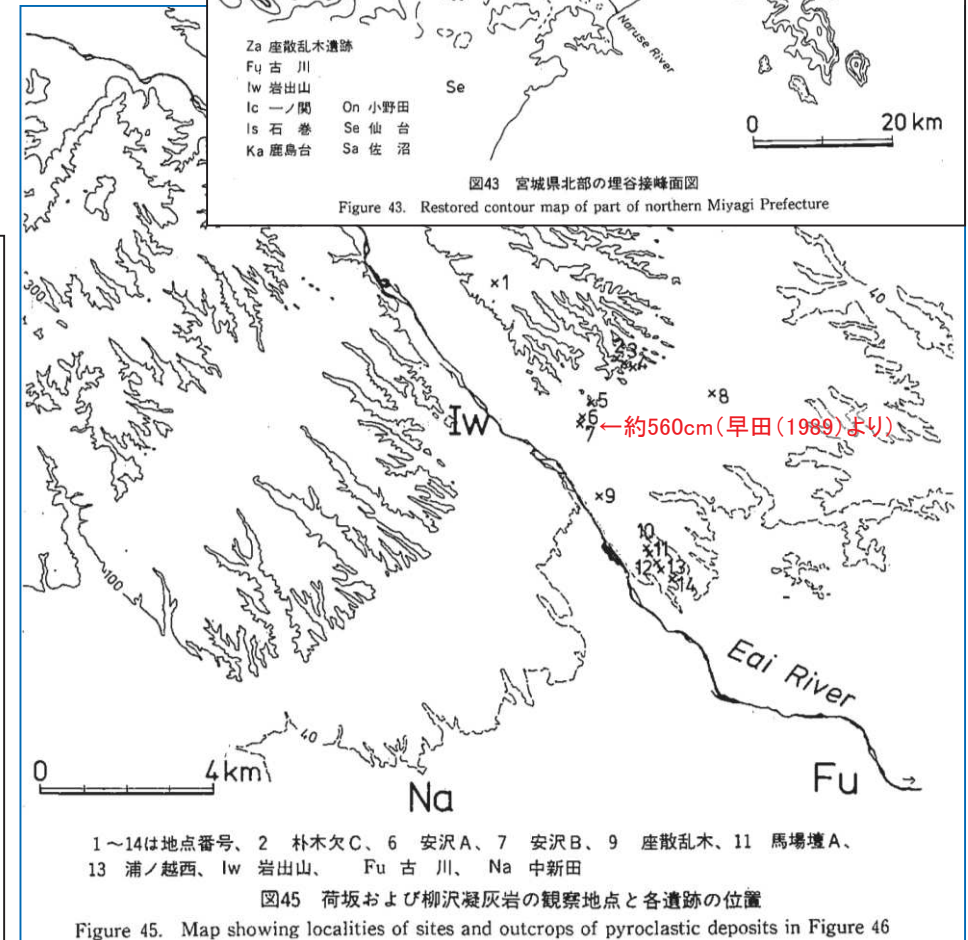 Naruse River
Za 座散乱木遺跡
Fu 古 川
Iw 岩出山
Se
Ic 一ノ関 On 小野田
Is 石 巻 Se 仙 台
Ka 鹿島台 Sa 佐 沼
0 20 km
図43 宮城県北部の埋谷接峰面図
Figure 43. Restored contour map of part of northern Miyagi Prefecture
300
×1
40
23
×4
×5
×8
Iw
×6
7
←約560cm(早田(1989)より)
×9
10
×11
100
12 ×13
×14
Eai River
40
0 4km
Na
Fu
1～14は地点番号、2 朴木欠C、6 安沢A、7 安沢B、9 座散乱木、11 馬場壇A、
13 浦ノ越西、Iw 岩出山、 Fu 古 川、 Na 中新田
図45 荷坂および柳沢凝灰岩の観察地点と各遺跡の位置
Figure 45. Map showing localities of sites and outcrops of pyroclastic deposits in Figure 46